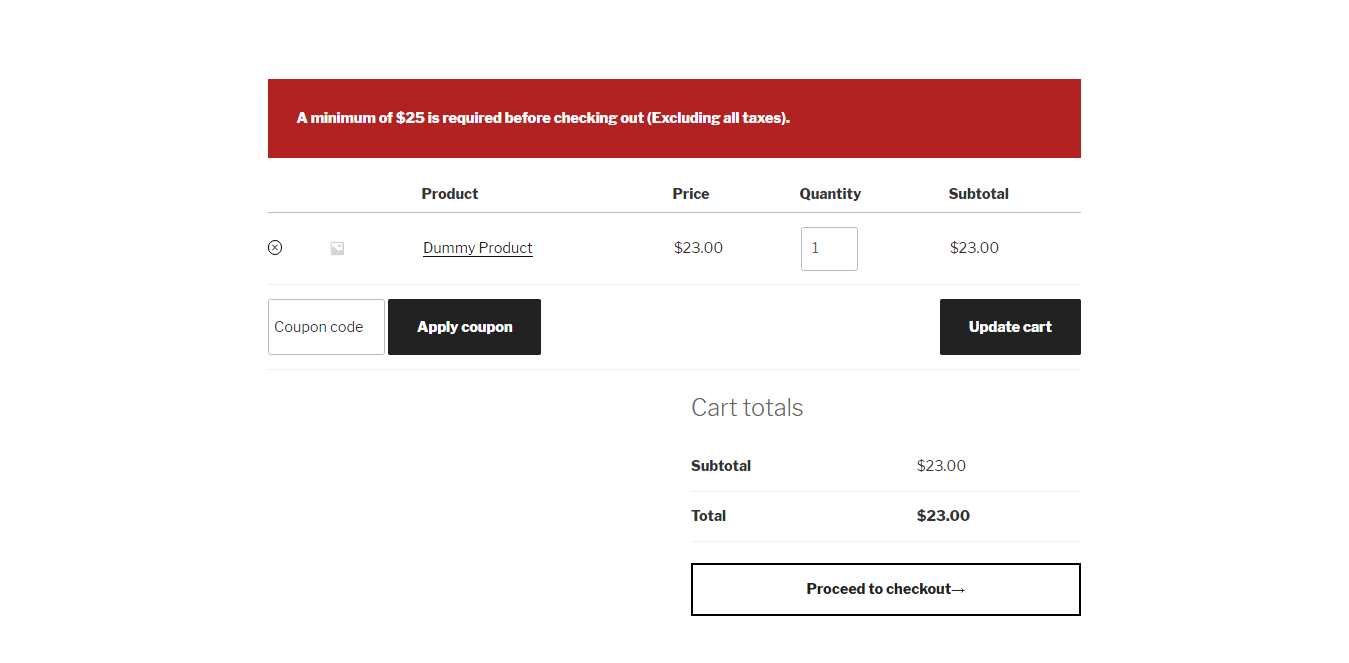 A minimum of $25 is required before checking out (Excluding all taxes).
Product Price Quantity Subtotal
Dummy Product $23.00 1 $23.00
Coupon code Apply coupon Update cart
Cart totals
Subtotal $23.00
Total $23.00
Proceed to checkout→